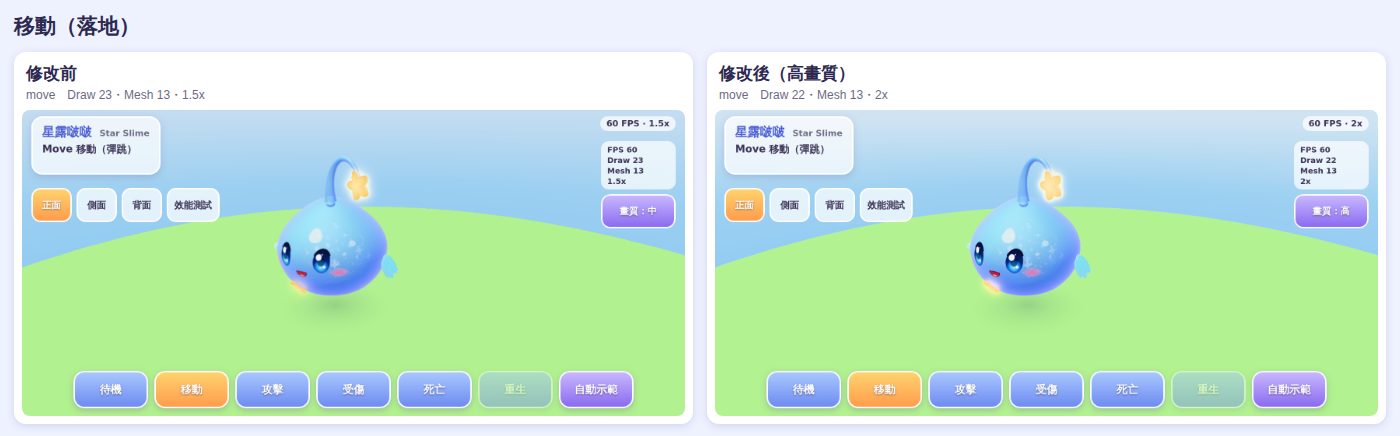 移動（落地）
修改前
move Draw 23・Mesh 13・1.5x
星露啵啵 Star Slime
Move 移動（彈跳）
60 FPS · 1.5x
FPS 60
Draw 23
Mesh 13
1.5x
畫質：中
正面 側面 背面 效能測試
待機 移動 攻擊 受傷 死亡 重生 自動示範
修改後（高畫質）
move Draw 22・Mesh 13・2x
星露啵啵 Star Slime
Move 移動（彈跳）
60 FPS · 2x
FPS 60
Draw 22
Mesh 13
2x
畫質：高
正面 側面 背面 效能測試
待機 移動 攻擊 受傷 死亡 重生 自動示範